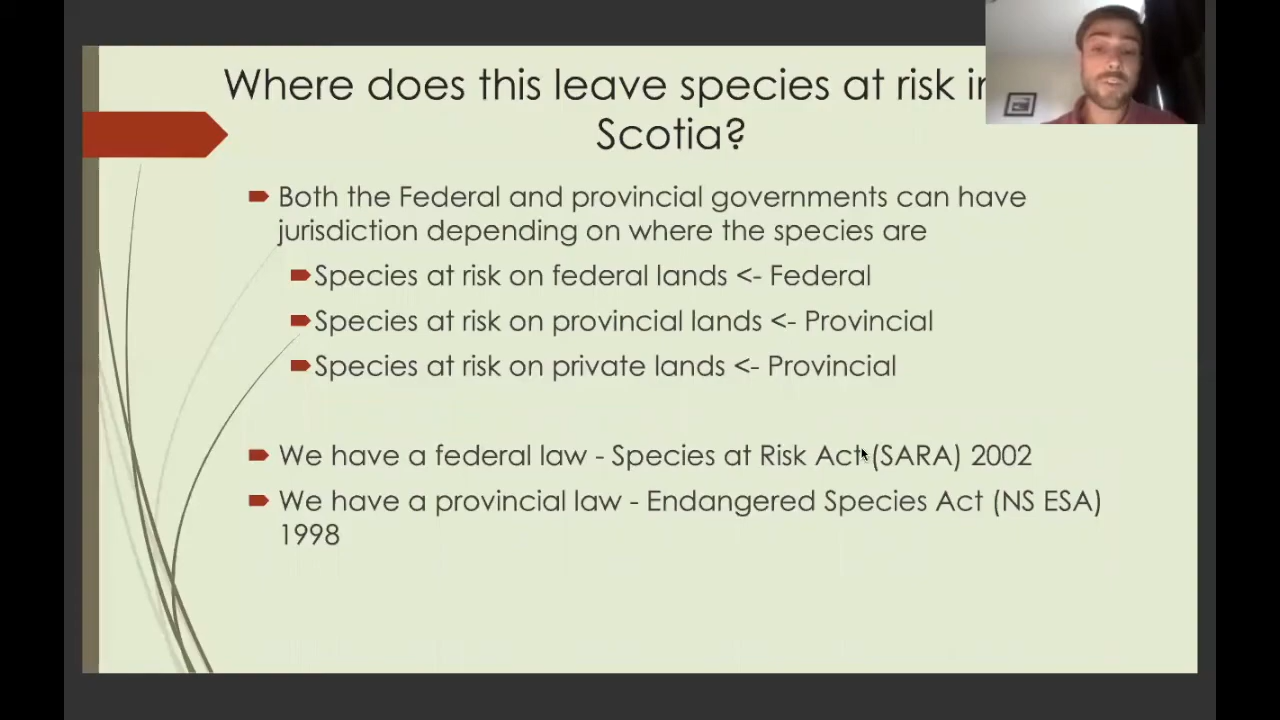 Where does this leave species at risk in
Scotia?
Both the Federal and provincial governments can have
jurisdiction depending on where the species are
Species at risk on federal lands <- Federal
Species at risk on provincial lands <- Provincial
Species at risk on private lands <- Provincial
We have a federal law - Species at Risk Act (SARA) 2002
We have a provincial law - Endangered Species Act (NS ESA)
1998